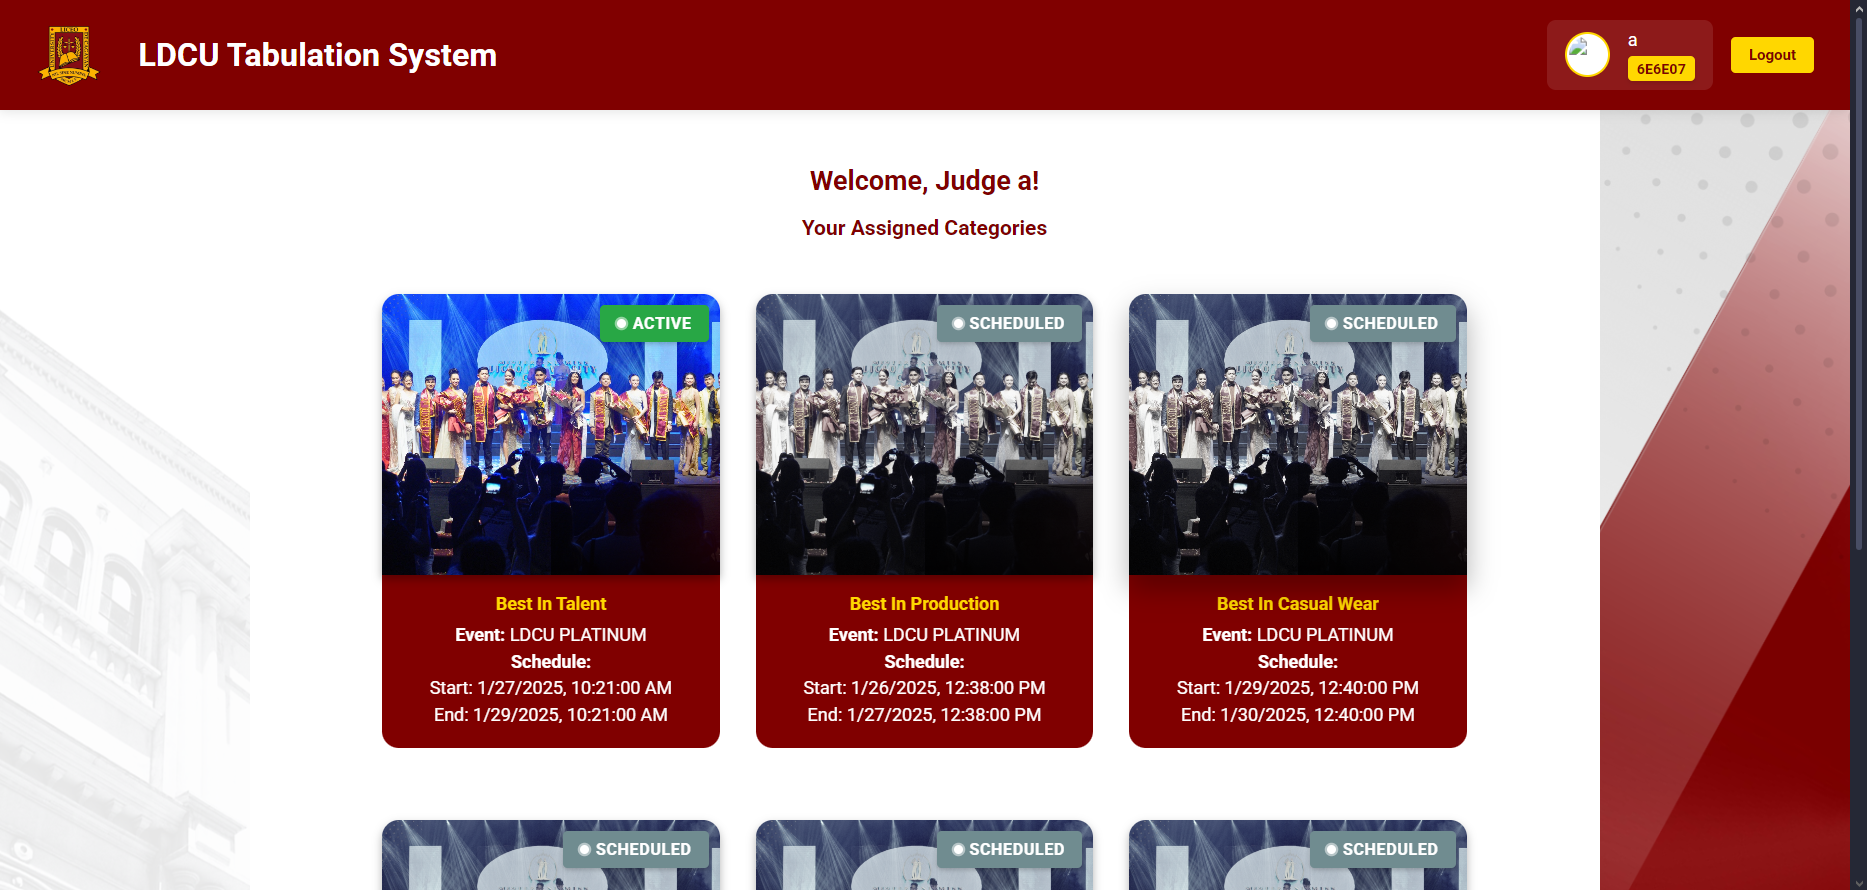 LDCU Tabulation System
a
6E6E07
Logout
Welcome, Judge a!
Your Assigned Categories
ACTIVE
SCHEDULED
SCHEDULED
Best In Talent
Event: LDCU PLATINUM
Schedule:
Start: 1/27/2025, 10:21:00 AM
End: 1/29/2025, 10:21:00 AM
Best In Production
Event: LDCU PLATINUM
Schedule:
Start: 1/26/2025, 12:38:00 PM
End: 1/27/2025, 12:38:00 PM
Best In Casual Wear
Event: LDCU PLATINUM
Schedule:
Start: 1/29/2025, 12:40:00 PM
End: 1/30/2025, 12:40:00 PM
SCHEDULED
SCHEDULED
SCHEDULED